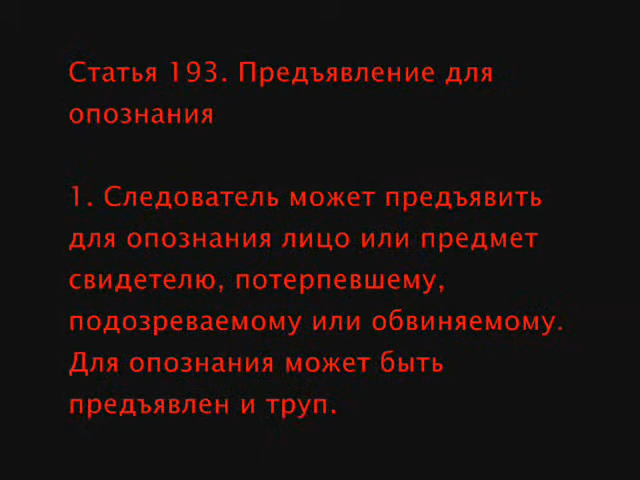 Статья 193. Предъявление для
опознания
1. Следователь может предъявить
для опознания лицо или предмет
свидетелю, потерпевшему,
подозреваемому или обвиняемому.
Для опознания может быть
предъявлен и труп.